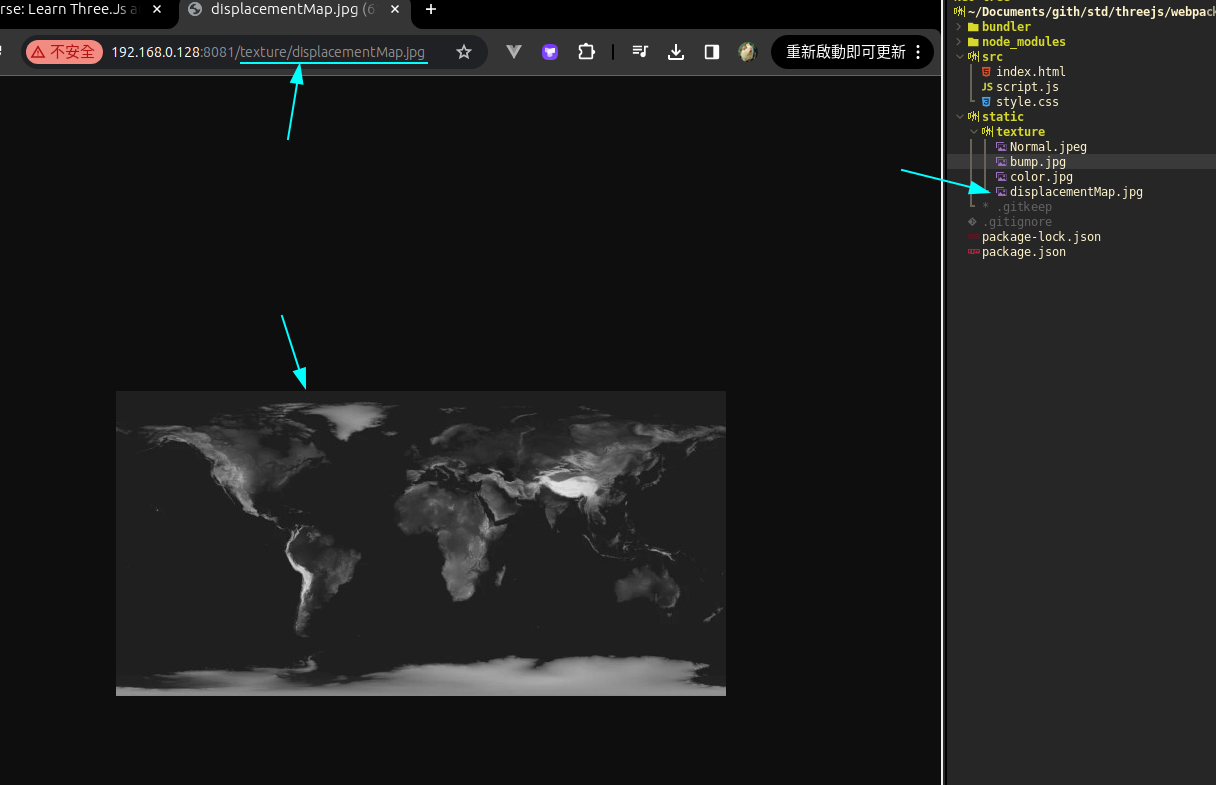 rse: Learn Three.Js a
displacementMap.jpg (6
不安全
192.168.0.128:8081/texture/displacementMap.jpg
重新啟動即可更新
~/Documents/gith/std/threejs/webpack
bundler
node_modules
src
index.html
JS script.js
style.css
static
texture
Normal.jpeg
bump.jpg
color.jpg
displacementMap.jpg
* .gitkeep
.gitignore
package-lock.json
package.json